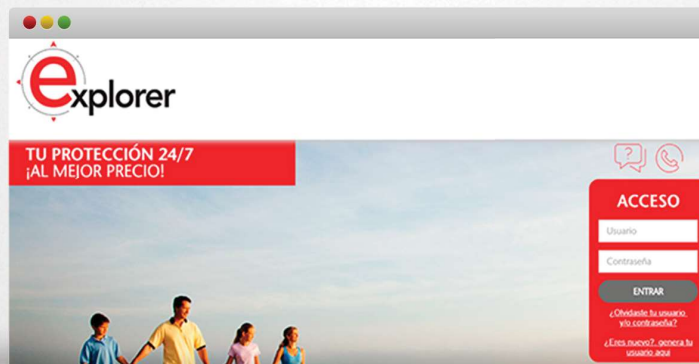 explorer
TU PROTECCIÓN 24/7
¡AL MEJOR PRECIO!
?
ACCESO
Usuario
Contraseña
ENTRAR
¿Olvidaste tu usuario
y/o contraseña?
¿Eres nuevo?, genera tu
usuario aquí